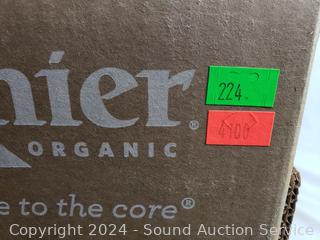 nier®
ORGANIC
e to the core®
224
4100
Copyright 2024 - Sound Auction Service